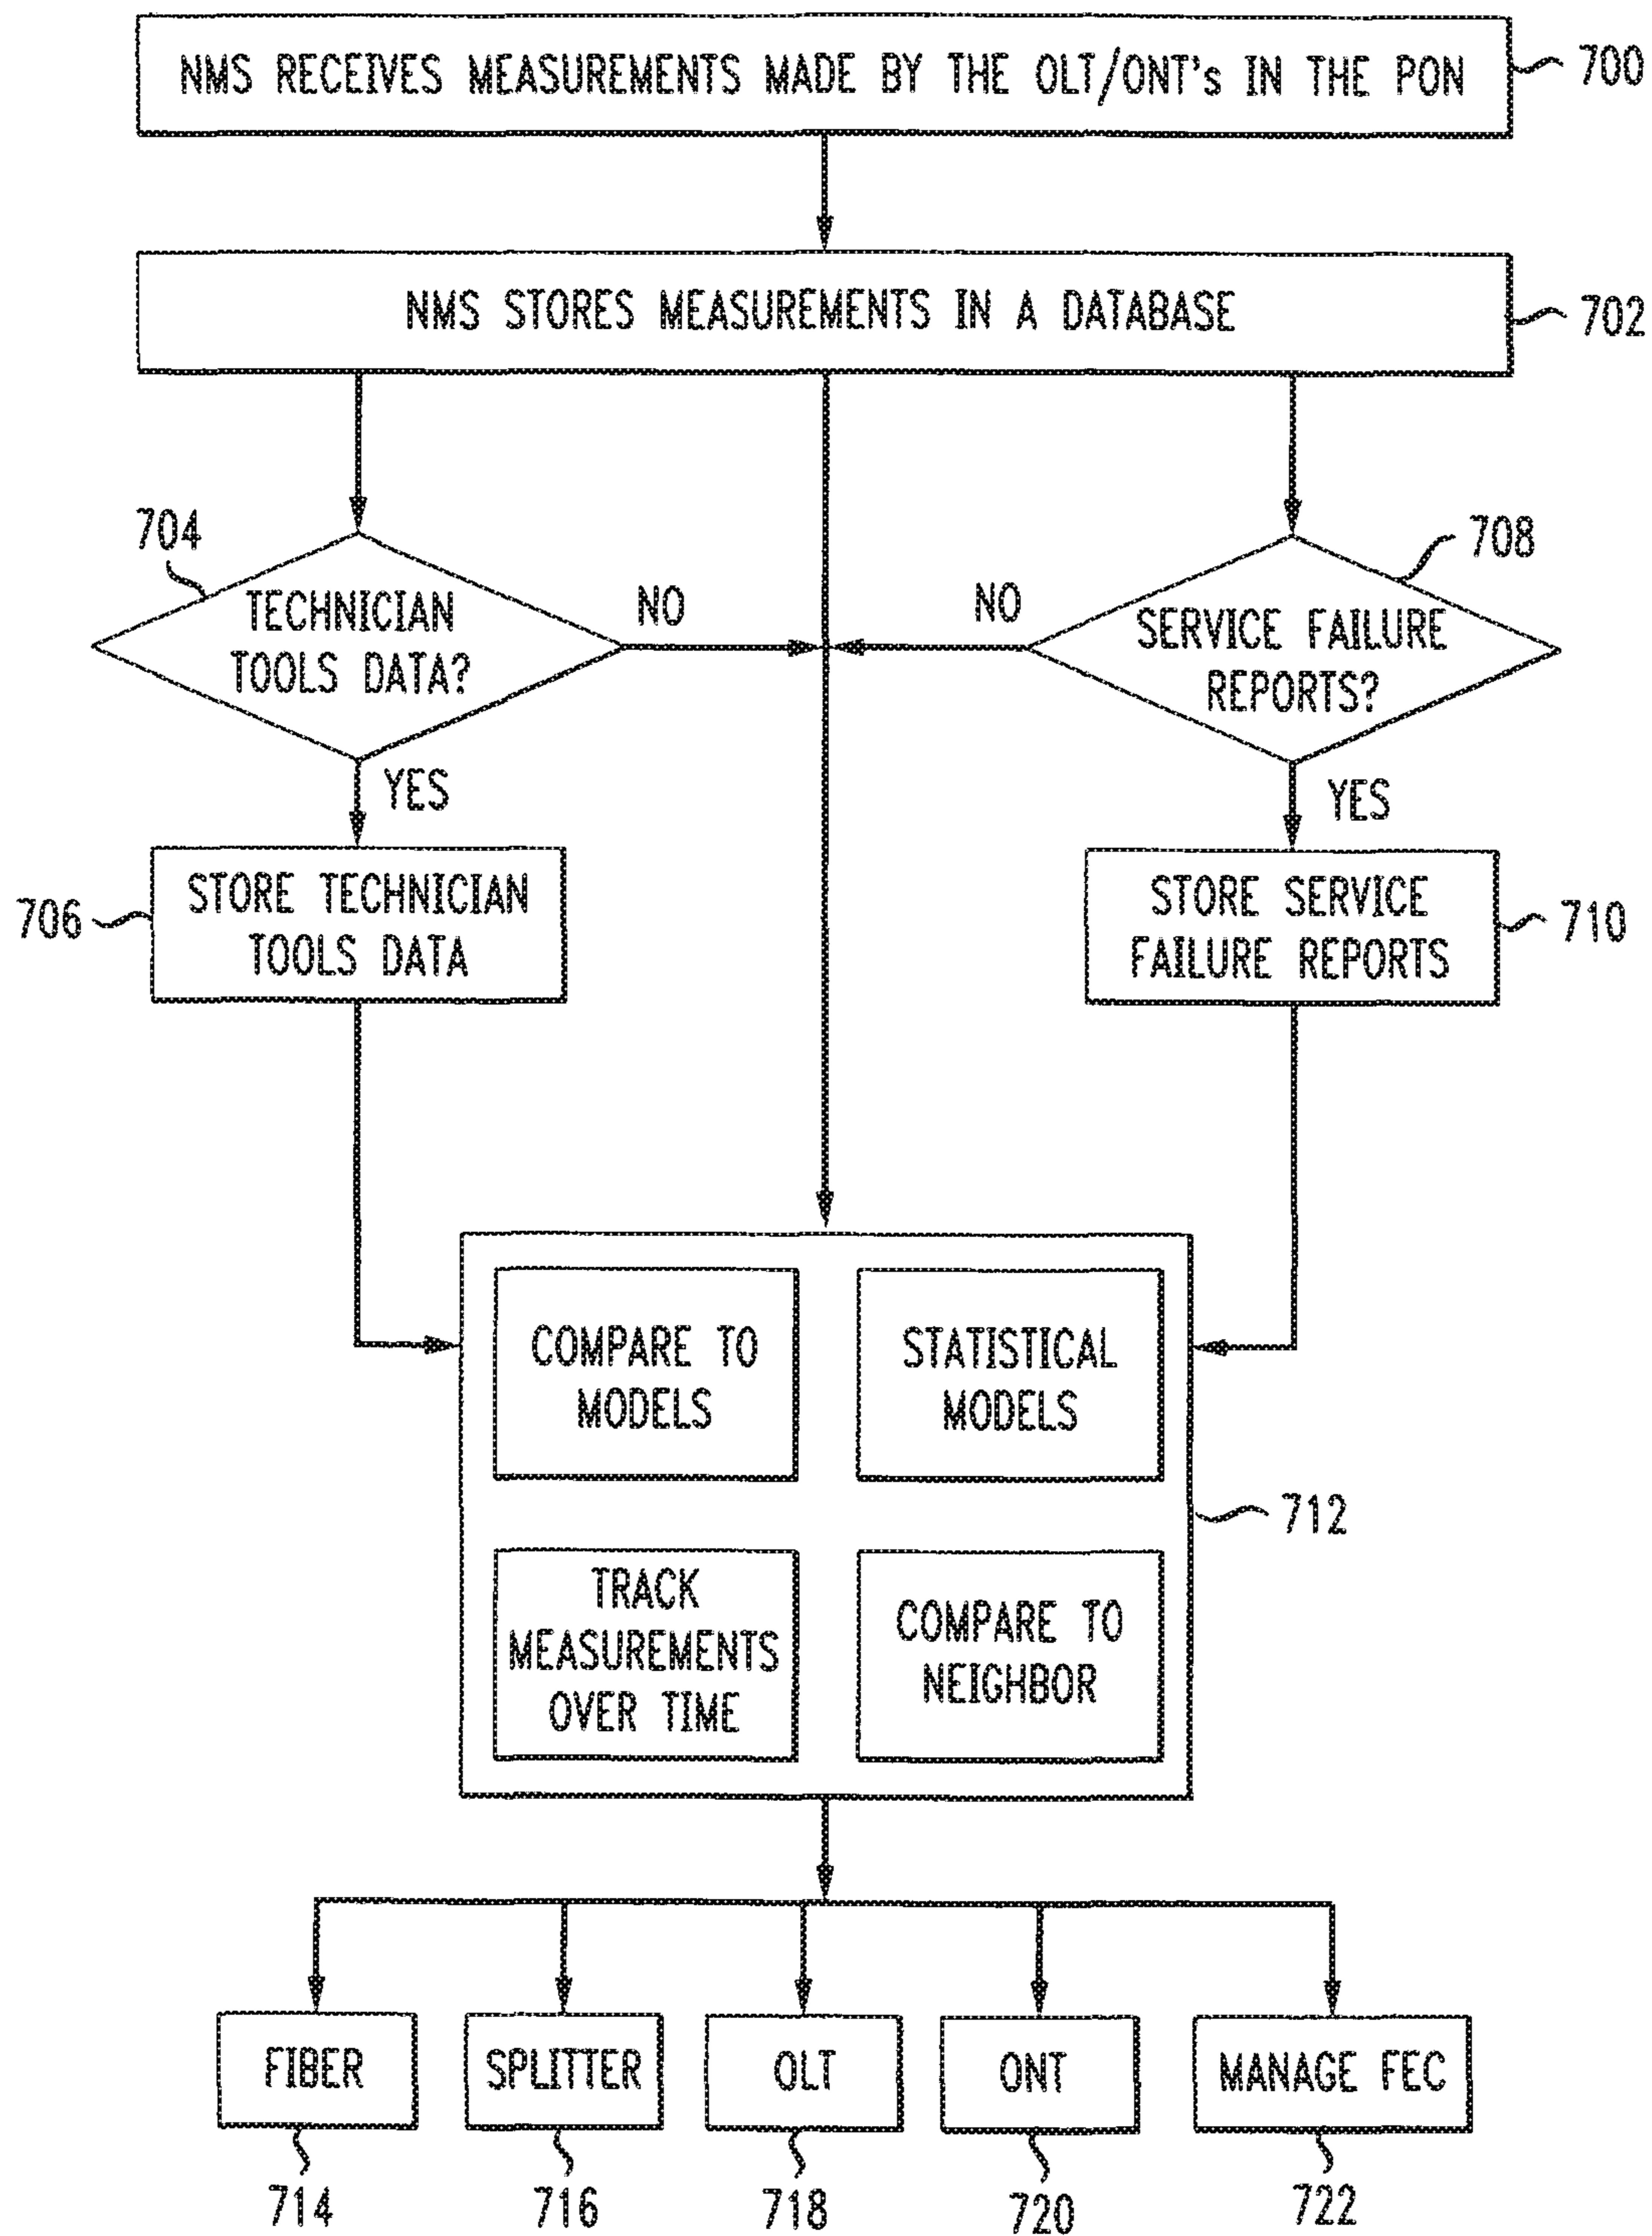 NMS RECEIVES MEASUREMENTS MADE BY THE OLT/ONT's IN THE PON
700
NMS STORES MEASUREMENTS IN A DATABASE
702
704
TECHNICIAN
TOOLS DATA?
NO
YES
708
SERVICE FAILURE
REPORTS?
NO
YES
706
STORE TECHNICIAN
TOOLS DATA
STORE SERVICE
FAILURE REPORTS
710
COMPARE TO
MODELS
STATISTICAL
MODELS
712
TRACK
MEASUREMENTS
OVER TIME
COMPARE TO
NEIGHBOR
FIBER
SPLITTER
OLT
ONT
MANAGE FEC
714
716
718
720
722